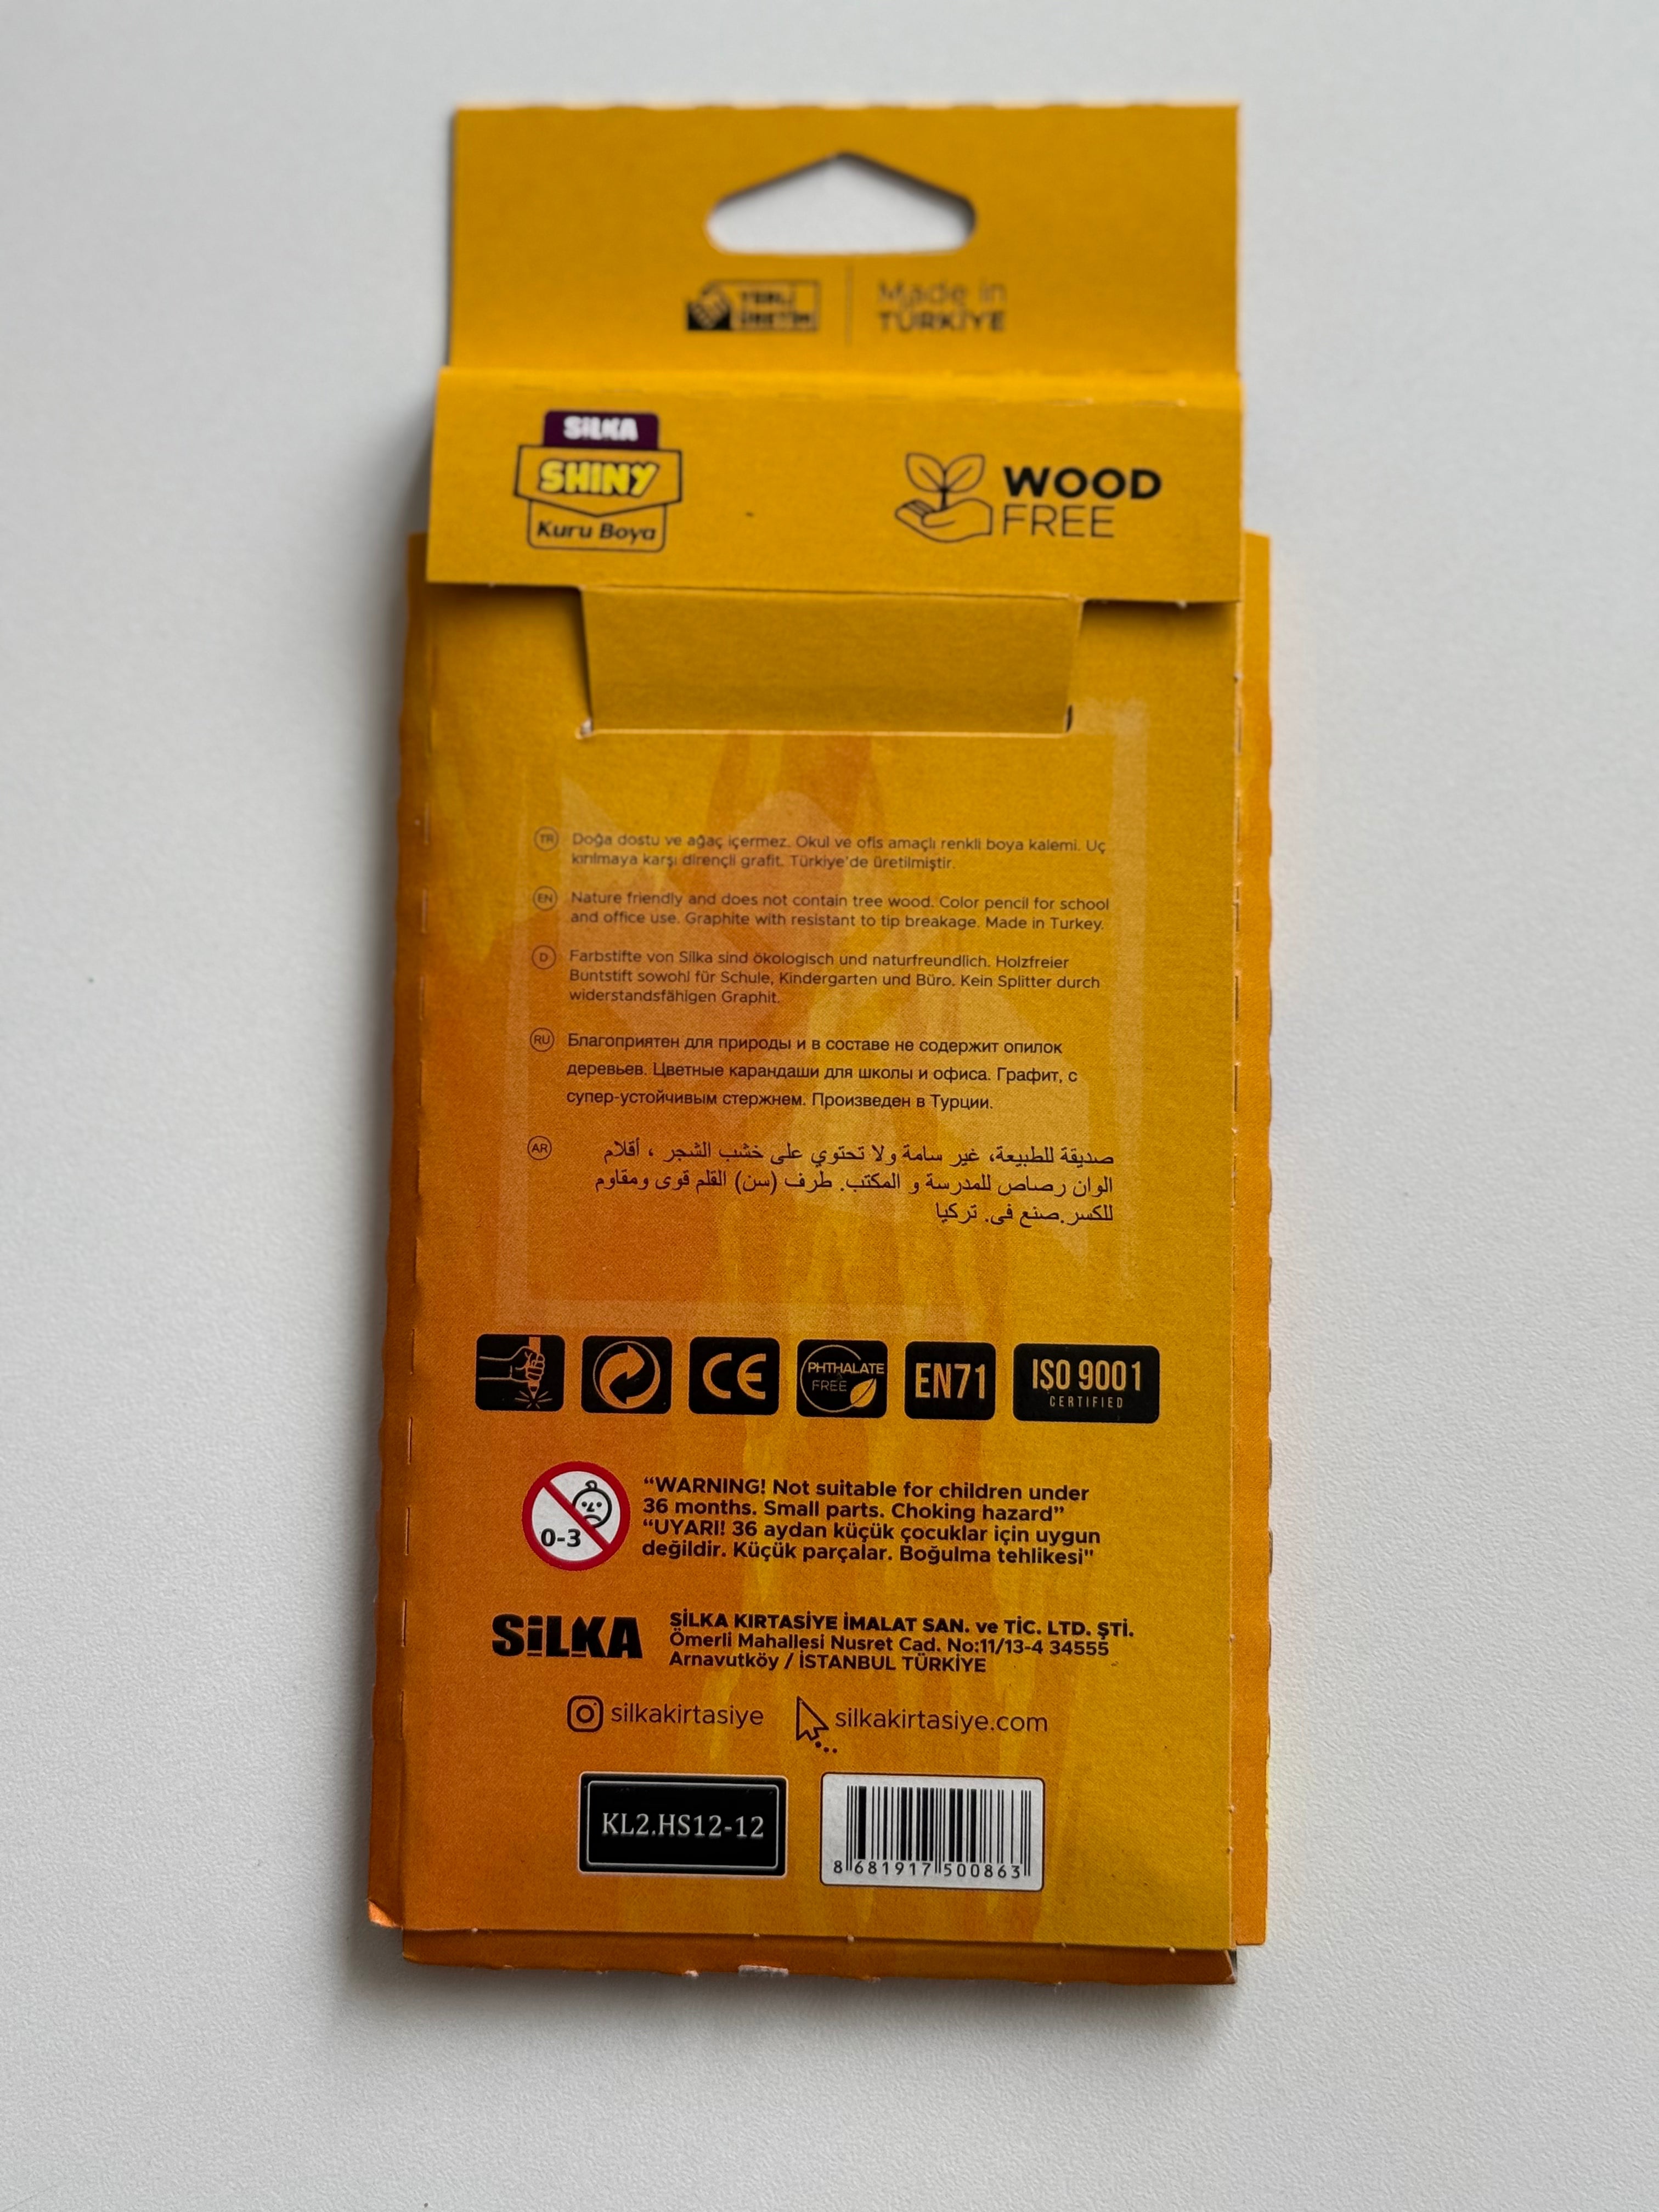 YERLİ
ÜRETİM
Made in
TÜRKİYE
SiLKA
SHiNY
Kuru Boya
WOOD
FREE
TR
Doğa dostu ve ağaç içermez. Okul ve ofis amaçlı renkli boya kalemi. Uç
kırılmaya karşı dirençli grafit. Türkiye'de üretilmiştir.
EN
Nature friendly and does not contain tree wood. Color pencil for school
and office use. Graphite with resistant to tip breakage. Made in Turkey.
D
Farbstifte von Silka sind ökologisch und naturfreundlich. Holzfreier
Buntstift sowohl für Schule, Kindergarten und Büro. Kein Splitter durch
widerstandsfähigen Graphit.
RU
Благоприятен для природы и в составе не содержит опилок
деревьев. Цветные карандаши для школы и офиса. Графит, с
супер-устойчивым стержнем. Произведен в Турции.
AR
صديقة للطبيعة، غير سامة ولا تحتوي على خشب الشجر ، أقلام
الوان رصاص للمدرسة و المكتب. طرف (سن) القلم قوى ومقاوم
للكسر.صنع فى. تركيا
CE
PHTHALATE
FREE
EN71
ISO 9001
CERTIFIED
0-3
“WARNING! Not suitable for children under
36 months. Small parts. Choking hazard”
“UYARI! 36 aydan küçük çocuklar için uygun
değildir. Küçük parçalar. Boğulma tehlikesi"
SiLKA
SİLKA KIRTASİYE İMALAT SAN. ve TİC. LTD. ŞTİ.
Ömerli Mahallesi Nusret Cad. No:11/13-4 34555
Arnavutköy / İSTANBUL TÜRKİYE
silkakirtasiye
silkakirtasiye.com
KL2.HS12-12
8 681917 500863